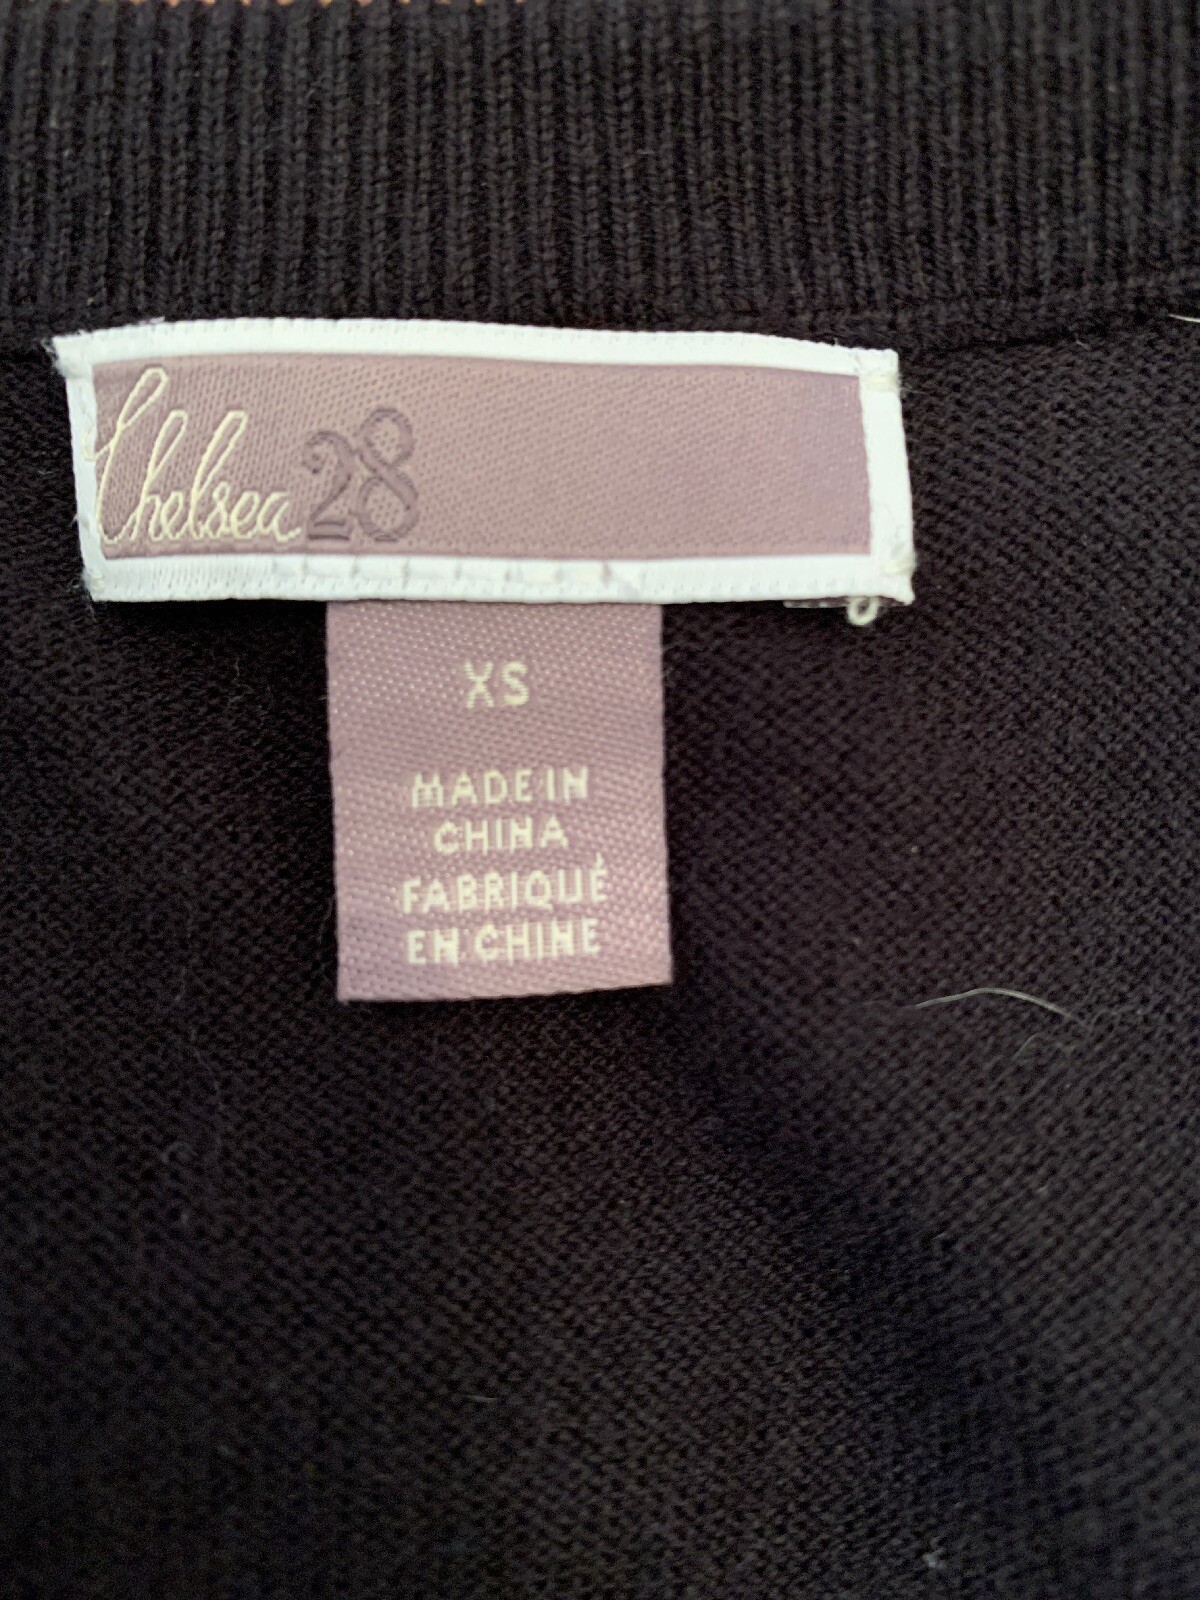 Chelsea28
XS
MADE IN
CHINA
FABRIQUÉ
EN CHINE